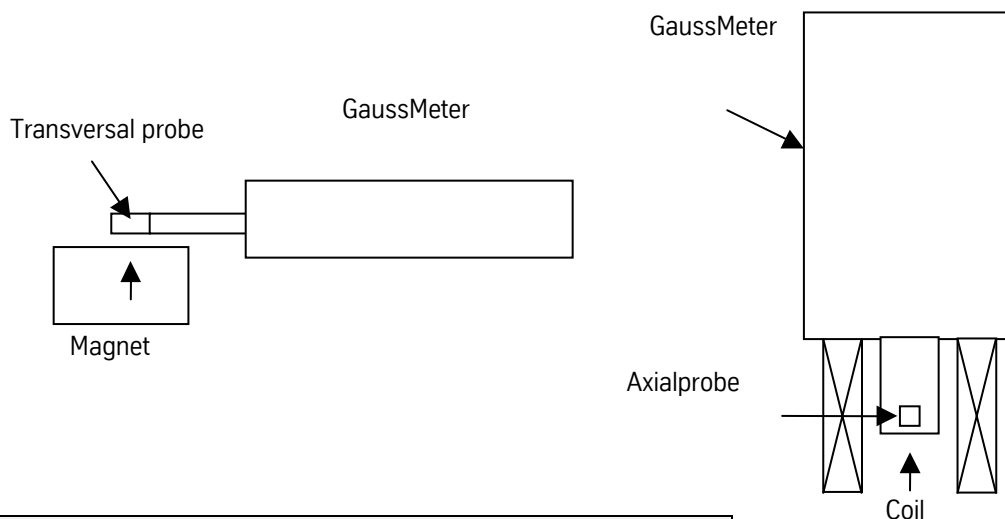 GaussMeter
GaussMeter
Transversal probe
Magnet
Axialprobe
Coil